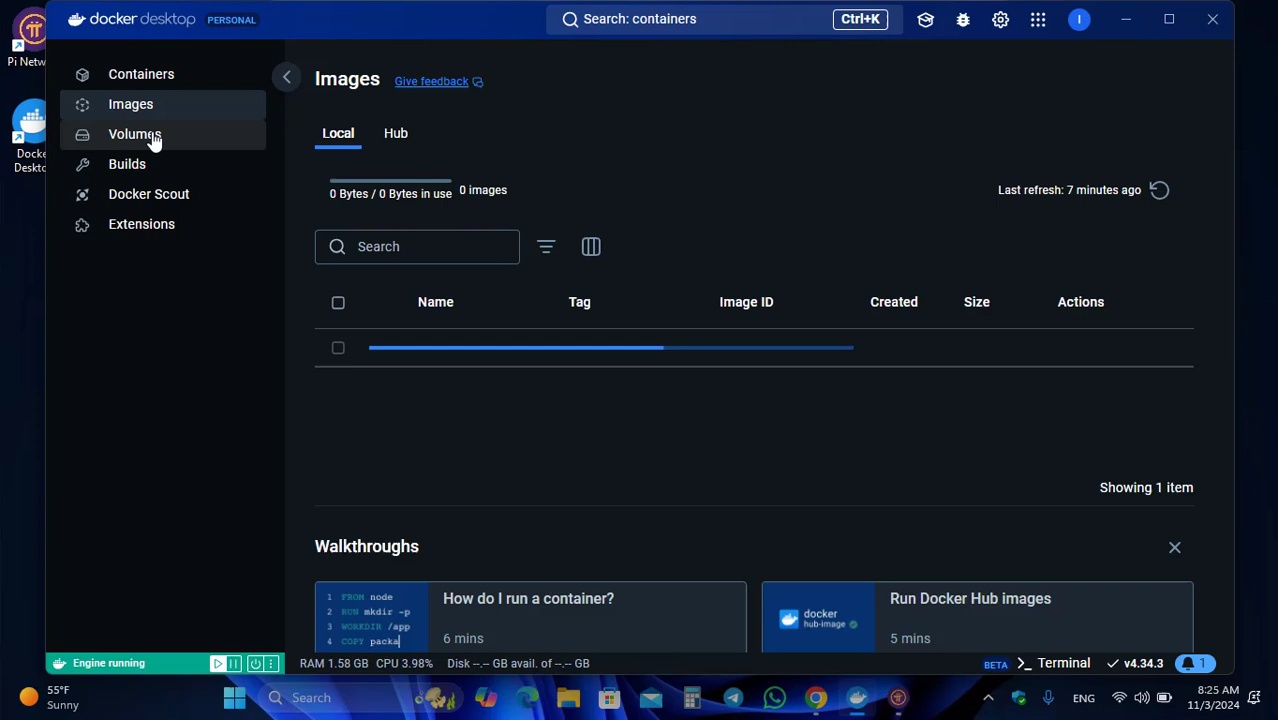 docker desktop PERSONAL
Search: containers Ctrl+K
I
Pi Netw
Docke
Deskto
Containers
Images
Volumes
Builds
Docker Scout
Extensions
Images Give feedback
Local Hub
0 Bytes / 0 Bytes in use 0 images
Last refresh: 7 minutes ago
Search
Name Tag Image ID Created Size Actions
Showing 1 item
Walkthroughs
1 FROM node
2 RUN mkdir -p
3 WORKDIR /app
4 COPY packa
How do I run a container?
6 mins
docker
hub-image
Run Docker Hub images
5 mins
Engine running
RAM 1.58 GB CPU 3.98% Disk --.-- GB avail. of --.-- GB
BETA >_ Terminal v4.34.3 1
55°F
Sunny
Search
ENG
8:25 AM
11/3/2024